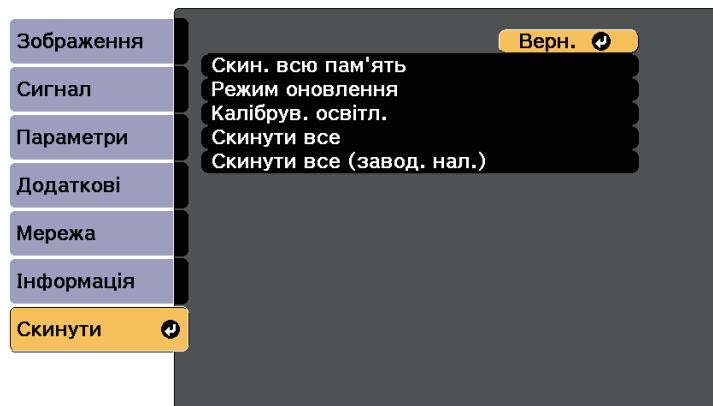 Зображення
Сигнал
Параметри
Додаткові
Мережа
Інформація
Скинути
Верн.
Скин. всю пам'ять
Режим оновлення
Калібрув. освітл.
Скинути все
Скинути все (завод. нал.)